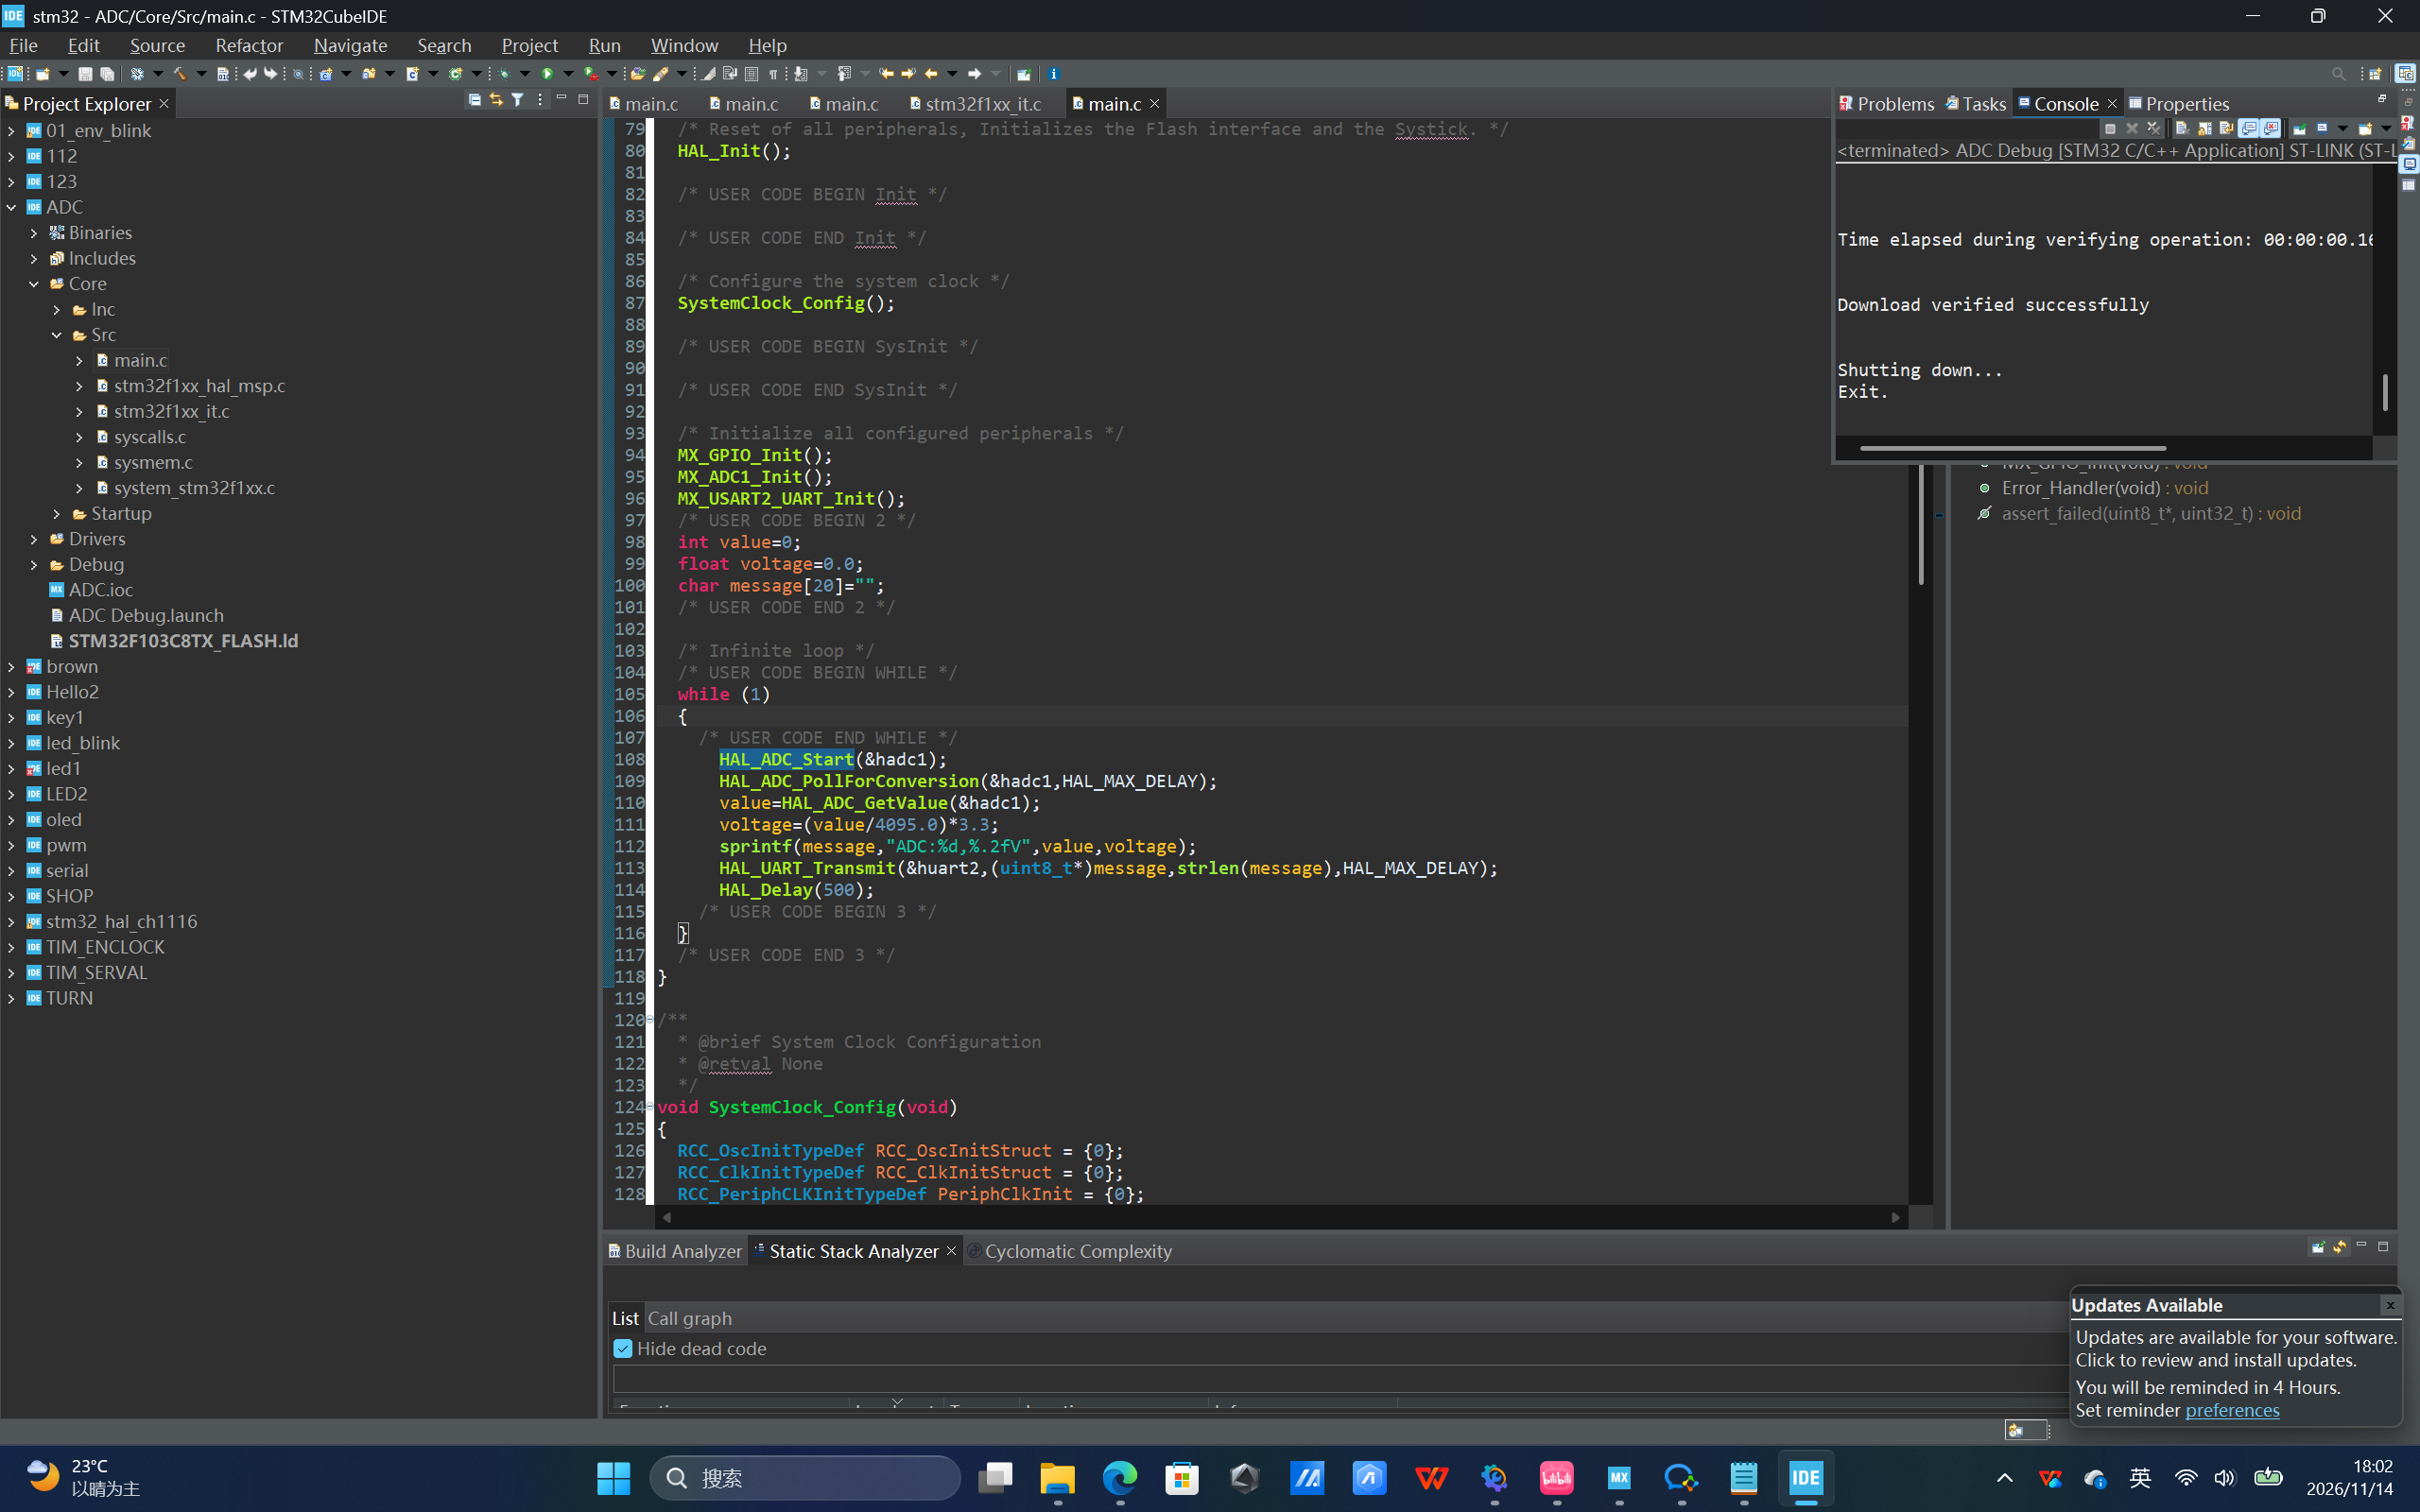 stm32 - ADC/Core/Src/main.c - STM32CubeIDE
File Edit Source Refactor Navigate Search Project Run Window Help
Project Explorer
01_env_blink
112
123
ADC
Binaries
Includes
Core
Inc
Src
main.c
stm32f1xx_hal_msp.c
stm32f1xx_it.c
syscalls.c
sysmem.c
system_stm32f1xx.c
Startup
Drivers
Debug
ADC.ioc
ADC Debug.launch
STM32F103C8TX_FLASH.ld
brown
Hello2
key1
led_blink
led1
LED2
oled
pwm
serial
SHOP
stm32_hal_ch1116
TIM_ENCLOCK
TIM_SERVAL
TURN
main.c main.c main.c stm32f1xx_it.c main.c
79 /* Reset of all peripherals, Initializes the Flash interface and the Systick. */
80 HAL_Init();
81
82 /* USER CODE BEGIN Init */
83
84 /* USER CODE END Init */
85
86 /* Configure the system clock */
87 SystemClock_Config();
88
89 /* USER CODE BEGIN SysInit */
90
91 /* USER CODE END SysInit */
92
93 /* Initialize all configured peripherals */
94 MX_GPIO_Init();
95 MX_ADC1_Init();
96 MX_USART2_UART_Init();
97 /* USER CODE BEGIN 2 */
98 int value=0;
99 float voltage=0.0;
100 char message[20]="";
101 /* USER CODE END 2 */
102
103 /* Infinite loop */
104 /* USER CODE BEGIN WHILE */
105 while (1)
106 {
107 /* USER CODE END WHILE */
108 HAL_ADC_Start(&hadc1);
109 HAL_ADC_PollForConversion(&hadc1,HAL_MAX_DELAY);
110 value=HAL_ADC_GetValue(&hadc1);
111 voltage=(value/4095.0)*3.3;
112 sprintf(message,"ADC:%d,%.2fV",value,voltage);
113 HAL_UART_Transmit(&huart2,(uint8_t*)message,strlen(message),HAL_MAX_DELAY);
114 HAL_Delay(500);
115 /* USER CODE BEGIN 3 */
116 }
117 /* USER CODE END 3 */
118 }
119
120 /**
121 * @brief System Clock Configuration
122 * @retval None
123 */
124 void SystemClock_Config(void)
125 {
126 RCC_OscInitTypeDef RCC_OscInitStruct = {0};
127 RCC_ClkInitTypeDef RCC_ClkInitStruct = {0};
128 RCC_PeriphCLKInitTypeDef PeriphClkInit = {0};
Problems Tasks Console Properties
<terminated> ADC Debug [STM32 C/C++ Application] ST-LINK (ST-L
Time elapsed during verifying operation: 00:00:00.16
Download verified successfully
Shutting down...
Exit.
MX_GPIO_Init(void) : void
Error_Handler(void) : void
assert_failed(uint8_t*, uint32_t) : void
Build Analyzer Static Stack Analyzer Cyclomatic Complexity
List Call graph
Hide dead code
Updates Available
Updates are available for your software.
Click to review and install updates.
You will be reminded in 4 Hours.
Set reminder preferences
23°C
以晴为主
搜索
bilibili
MX
IDE
英
18:02
2026/11/14